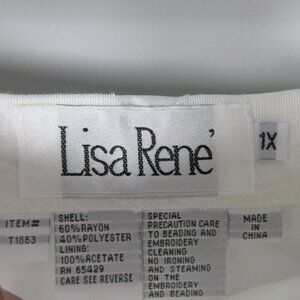 Lisa Rene'
1X
ITEM#
T1863
SHELL:
60%RAYON
40%POLYESTER
LINING:
100%ACETATE
RN 65429
CARE SEE REVERSE
SPECIAL
PRECAUTION CARE
TO BEADING AND
EMBROIDERY
CLEANING
NO IRONING
AND STEAMING
ON THE
EMBROIDERY
AND BEADING
MADE IN
CHINA